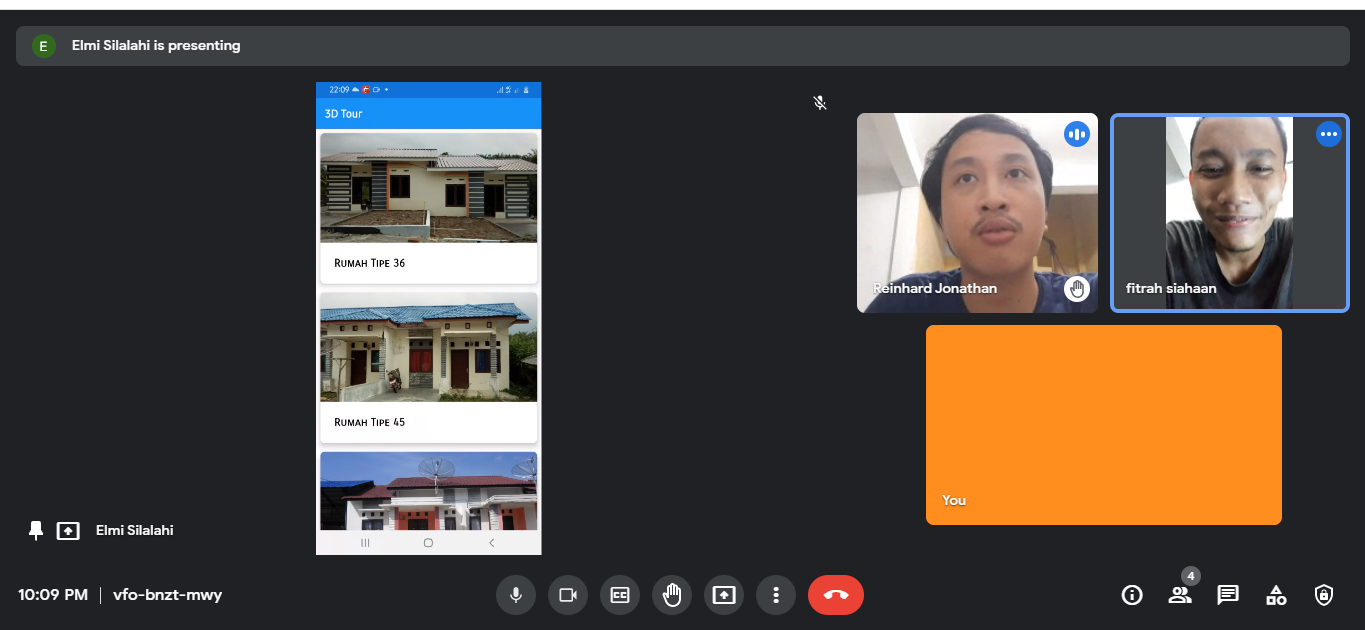 E
Elmi Silalahi is presenting
22:09
3D Tour
Rumah Tipe 36
Rumah Tipe 45
Reinhard Jonathan
fitrah siahaan
You
Elmi Silalahi
10:09 PM | vfo-bnzt-mwy
4